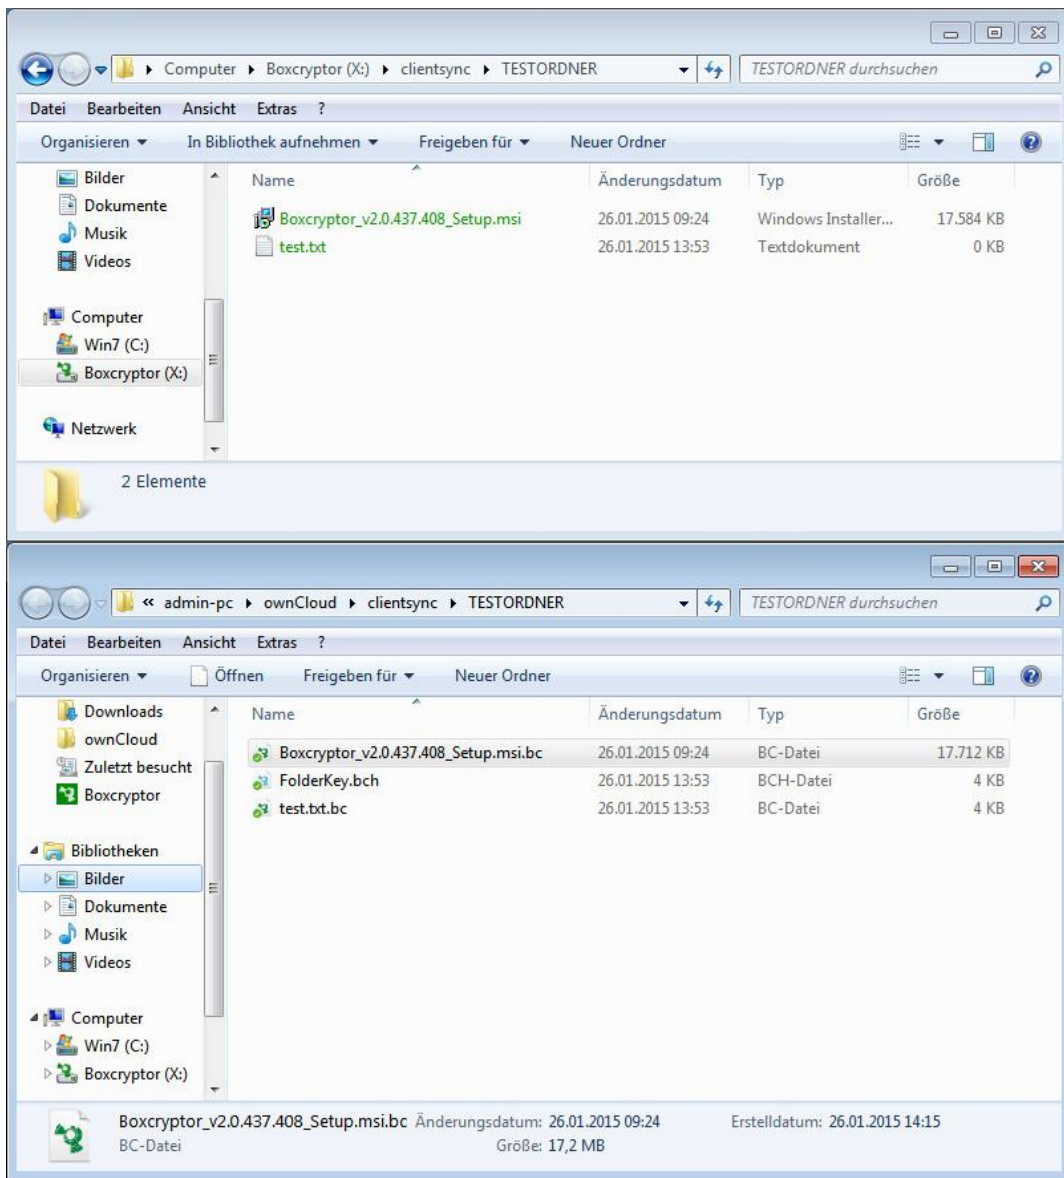 Computer Boxcryptor (X:) clientsync TESTORDNER TESTORDNER durchsuchen
Datei Bearbeiten Ansicht Extras ?
Organisieren In Bibliothek aufnehmen Freigeben für Neuer Ordner
Bilder Name Änderungsdatum Typ Größe
Dokumente
Boxcryptor_v2.0.437.408_Setup.msi 26.01.2015 09:24 Windows Installer... 17.584 KB
Musik
test.txt 26.01.2015 13:53 Textdokument 0 KB
Videos
Computer
Win7 (C:)
Boxcryptor (X:)
Netzwerk
2 Elemente
« admin-pc ownCloud clientsync TESTORDNER TESTORDNER durchsuchen
Datei Bearbeiten Ansicht Extras ?
Organisieren Öffnen Freigeben für Neuer Ordner
Downloads Name Änderungsdatum Typ Größe
ownCloud
Boxcryptor_v2.0.437.408_Setup.msi.bc 26.01.2015 09:24 BC-Datei 17.712 KB
Zuletzt besucht
FolderKey.bch 26.01.2015 13:53 BCH-Datei 4 KB
Boxcryptor
test.txt.bc 26.01.2015 13:53 BC-Datei 4 KB
Bibliotheken
Bilder
Dokumente
Musik
Videos
Computer
Win7 (C:)
Boxcryptor (X:)
Boxcryptor_v2.0.437.408_Setup.msi.bc Änderungsdatum: 26.01.2015 09:24 Erstelldatum: 26.01.2015 14:15
BC-Datei Größe: 17,2 MB